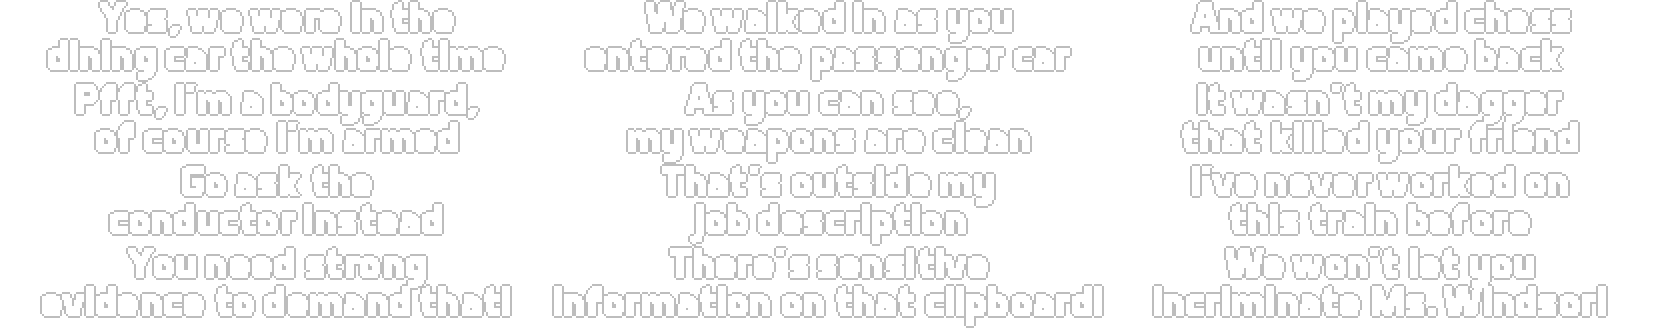 Yes, we were in the
dining car the whole time
We walked in as you
entered the passenger car
And we played chess
until you came back
Pfft, I'm a bodyguard,
of course I'm armed
As you can see,
my weapons are clean
It wasn't my dagger
that killed your friend
Go ask the
conductor instead
That's outside my
job description
I've never worked on
this train before
You need strong
evidence to demand that!
There's sensitive
information on that clipboard!
We won't let you
incriminate Ms. Windsor!